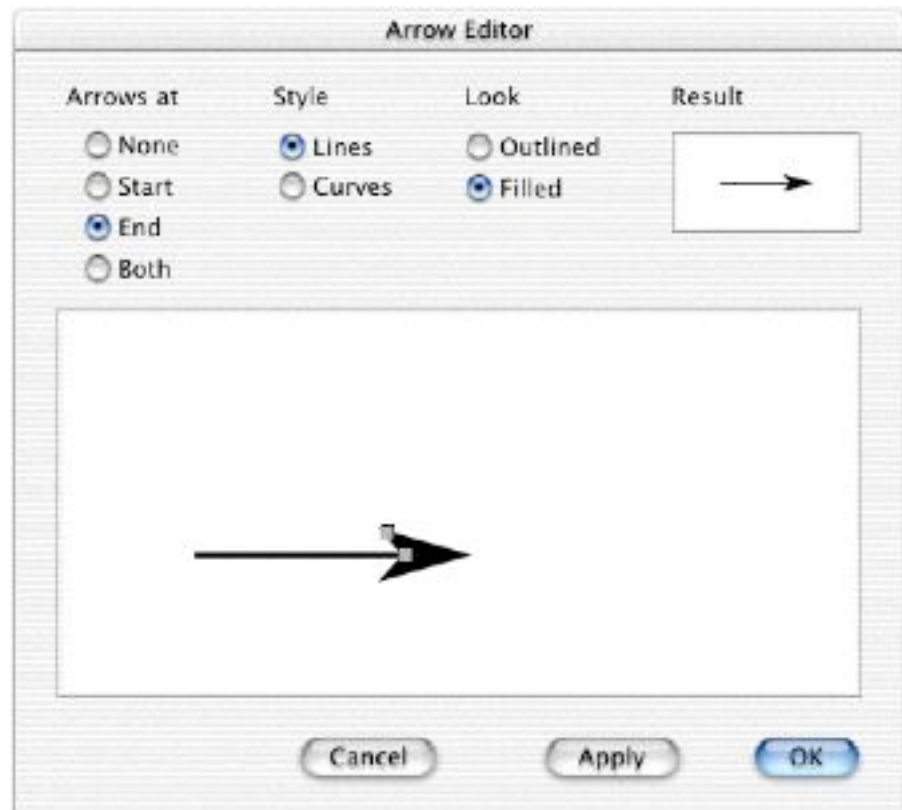 Arrow Editor
Arrows at
None
Start
End
Both
Style
Lines
Curves
Look
Outlined
Filled
Result
Cancel
Apply
OK